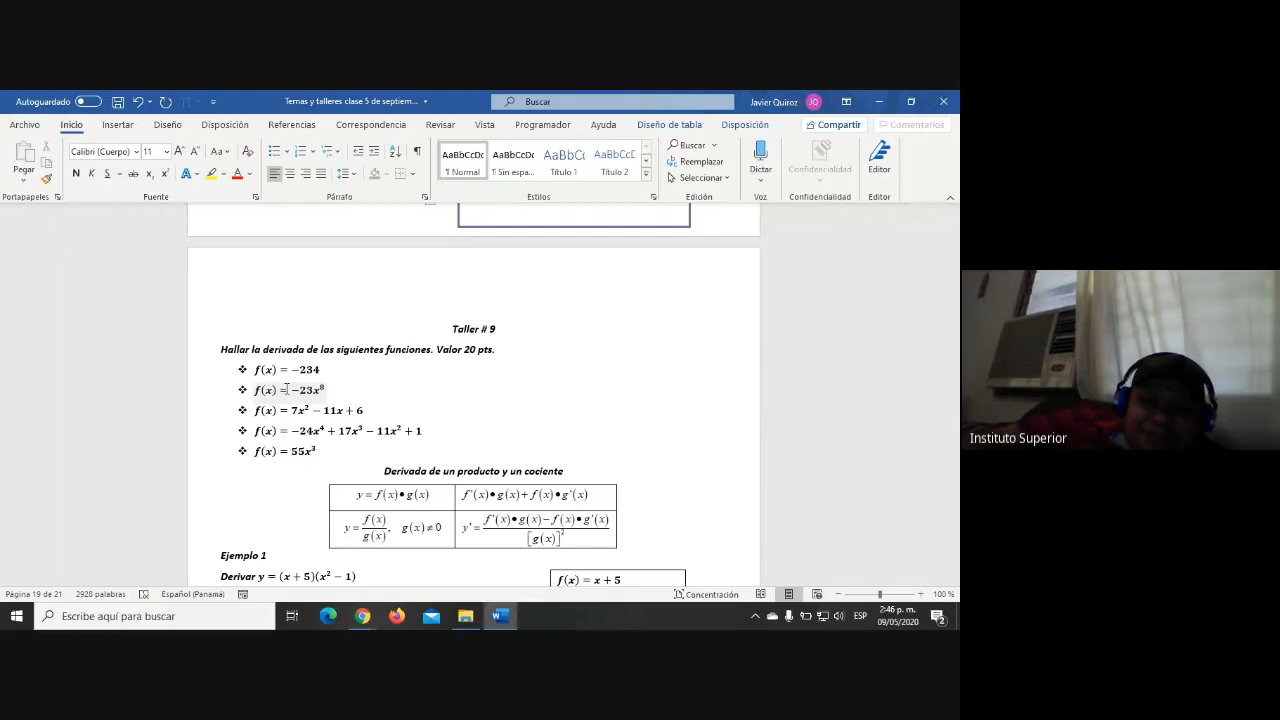 Autoguardado
Temas y talleres clase 5 de septiem...
Buscar
Javier Quiroz
JQ
Archivo Inicio Insertar Diseño Disposición Referencias Correspondencia Revisar Vista Programador Ayuda Diseño de tabla Disposición Compartir Comentarios
Pegar
Calibri (Cuerpo) 11
N K S ab x₂ x²
AaBbCcDc AaBbCcDc AaBbCc AaBbCcC
¶ Normal ¶ Sin espa... Título 1 Título 2
Buscar
Reemplazar
Seleccionar
Dictar
Confidencialidad
Editor
Portapapeles Fuente Párrafo Estilos Edición Voz Confidencialidad Editor
Taller # 9
Hallar la derivada de las siguientes funciones. Valor 20 pts.
❖ f(x) = −234
❖ f(x) = −23x⁸
❖ f(x) = 7x² − 11x + 6
❖ f(x) = −24x⁴ + 17x³ − 11x² + 1
❖ f(x) = 55x³
Derivada de un producto y un cociente
y = f(x)•g(x) f'(x)•g(x)+f(x)•g'(x)
y = f(x)/g(x), g(x) ≠ 0 y' = f'(x)•g(x)−f(x)•g'(x)/[g(x)]²
Ejemplo 1
Derivar y = (x + 5)(x² − 1)
f(x) = x + 5
Página 19 de 21 2928 palabras Español (Panamá) Concentración 100 %
Escribe aquí para buscar
ESP
2:46 p. m.
09/05/2020
2
Instituto Superior